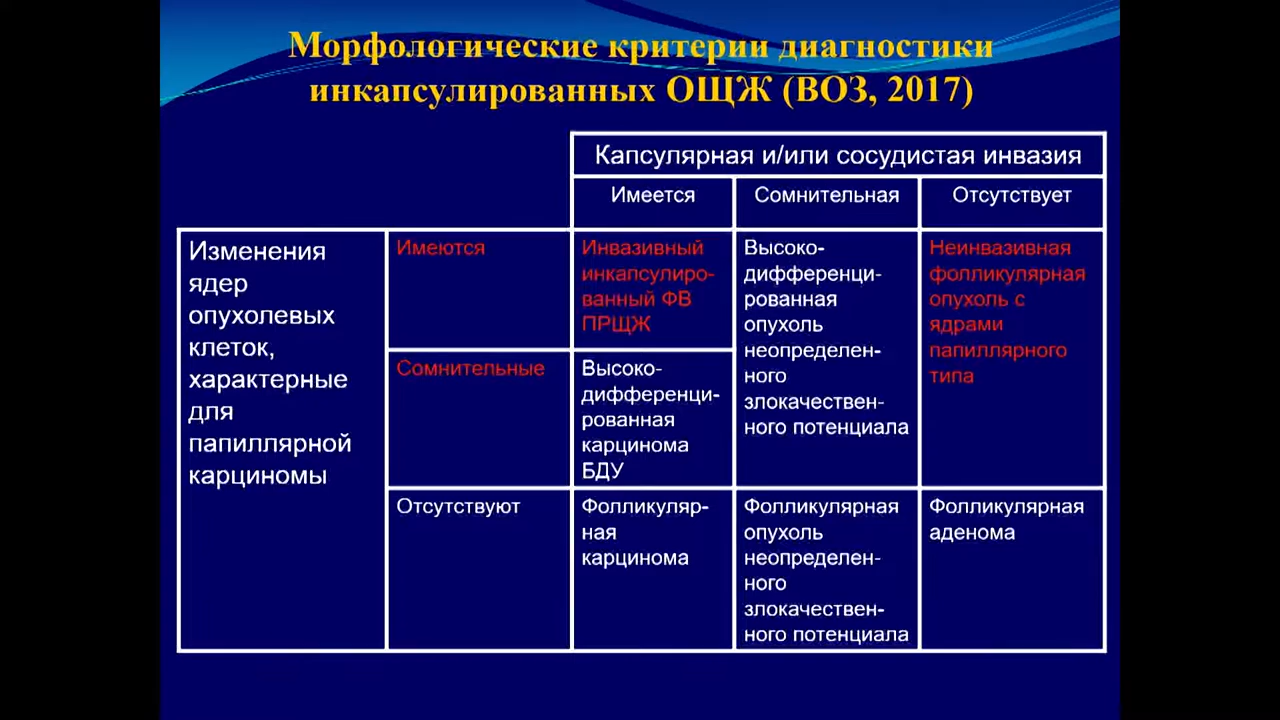 Морфологические критерии диагностики
инкапсулированных ОЩЖ (ВОЗ, 2017)
Капсулярная и/или сосудистая инвазия
Имеется
Сомнительная
Отсутствует
Изменения
ядер
опухолевых
клеток,
характерные
для
папиллярной
карциномы
Имеются
Инвазивный
инкапсулиро-
ванный ФВ
ПРЩЖ
Высоко-
дифференци-
рованная
опухоль
неопределен-
ного
злокачествен-
ного потенциала
Неинвазивная
фолликулярная
опухоль с
ядрами
папиллярного
типа
Сомнительные
Высоко-
дифференци-
рованная
карцинома
БДУ
Отсутствуют
Фолликуляр-
ная
карцинома
Фолликулярная
опухоль
неопределен-
ного
злокачествен-
ного потенциала
Фолликулярная
аденома